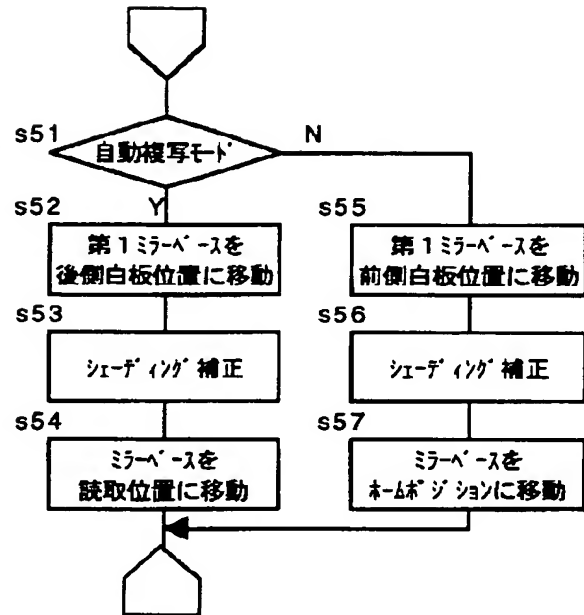 s51
自動複写モード
N
Y
s52
第1ミラーベースを
後側白板位置に移動
s53
シェーディング補正
s54
ミラーベースを
読取位置に移動
s55
第1ミラーベースを
前側白板位置に移動
s56
シェーディング補正
s57
ミラーベースを
ホームポジションに移動